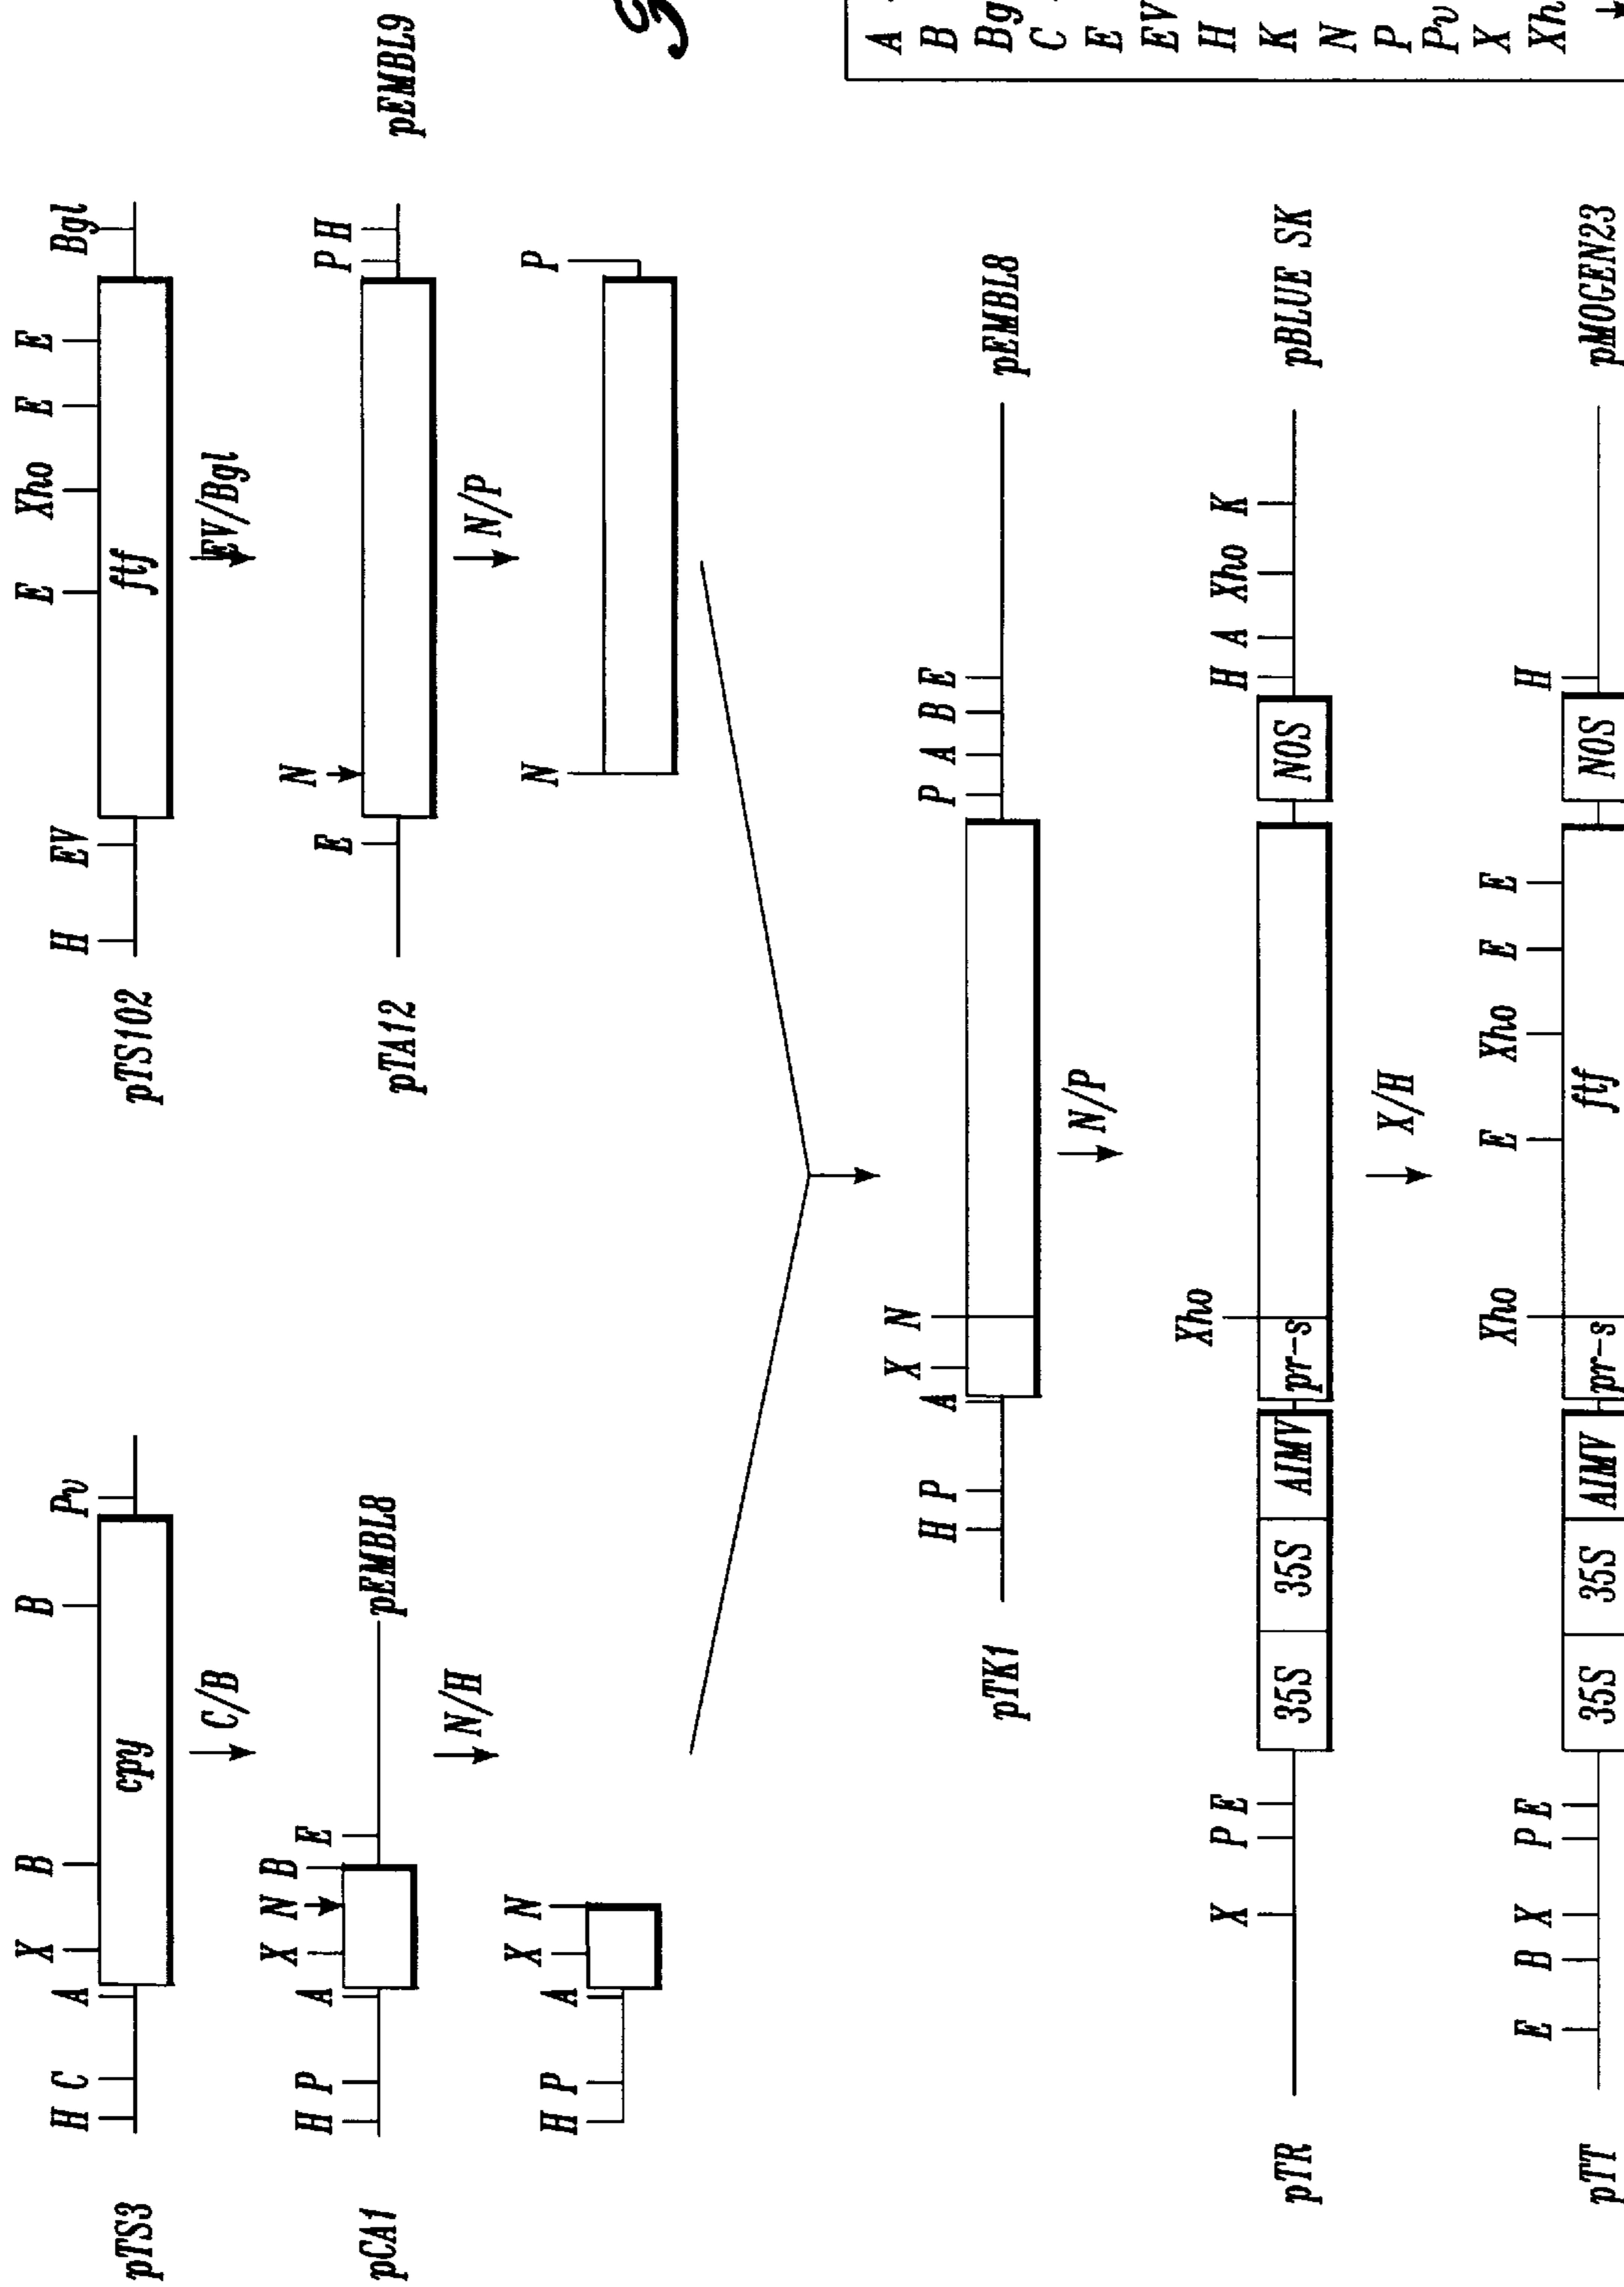 H C A X B B Pv
pTS3
cpy
C/B
H EV E Xho E E Bgl
pTS102
ftf
EV/Bgl
H P A X N B E
pCA1
pEMBL8
N/H
E N P H
pTA12
pEMBL9
N/P
H P A X N
N P
H P A X N P A B E
pTK1
pEMBL8
N/P
X P E Xho H A Xho K
pTR
35S 35S AIMV pr-s NOS
pBLUE SK
X/H
E B X P E Xho E Xho E E H
pTT
35S 35S AIMV pr-s ftf NOS
pMOGEN23
A
B
Bg
C
E
EV
H
K
N
P
Pv
X
Xh